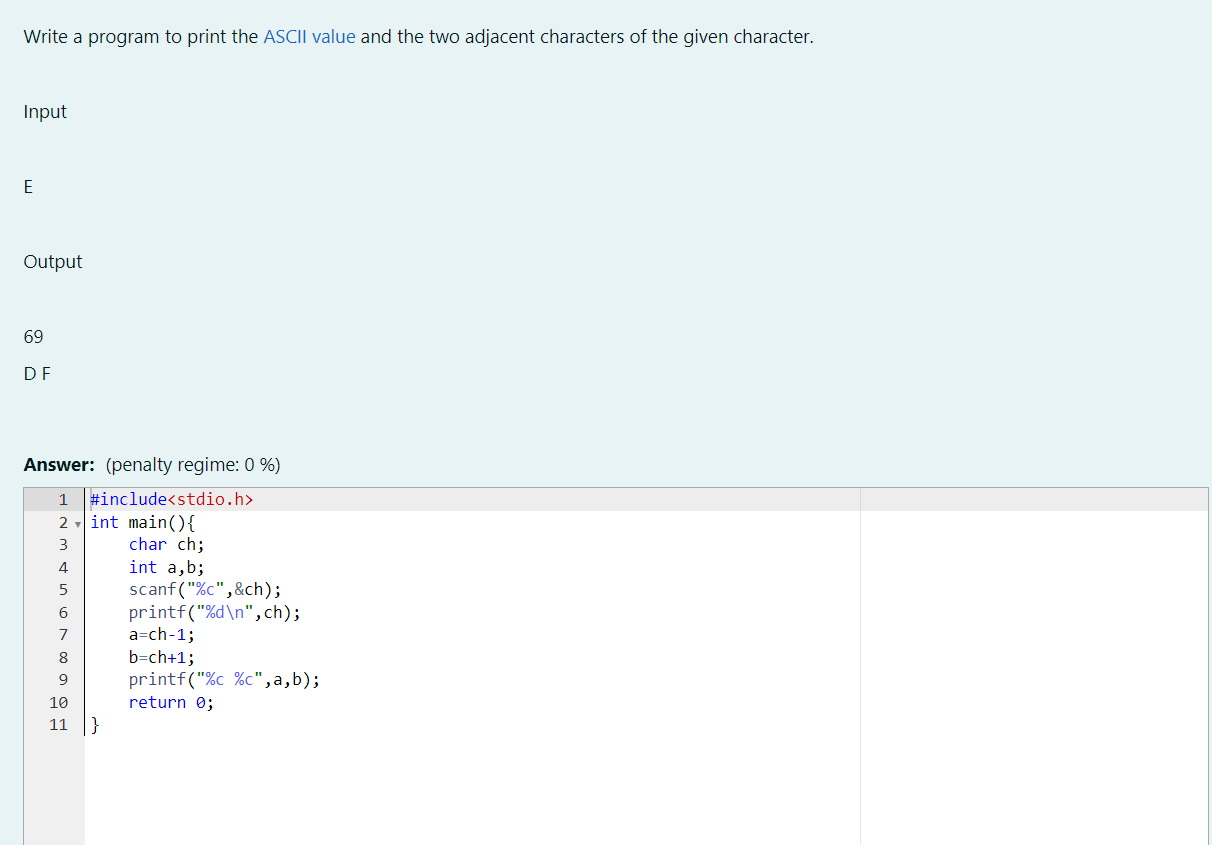 Write a program to print the ASCII value and the two adjacent characters of the given character.
Input
E
Output
69
D F
Answer: (penalty regime: 0 %)
1 #include<stdio.h>
2 int main(){
3     char ch;
4     int a,b;
5     scanf("%c",&ch);
6     printf("%d\n",ch);
7     a=ch-1;
8     b=ch+1;
9     printf("%c %c",a,b);
10     return 0;
11 }